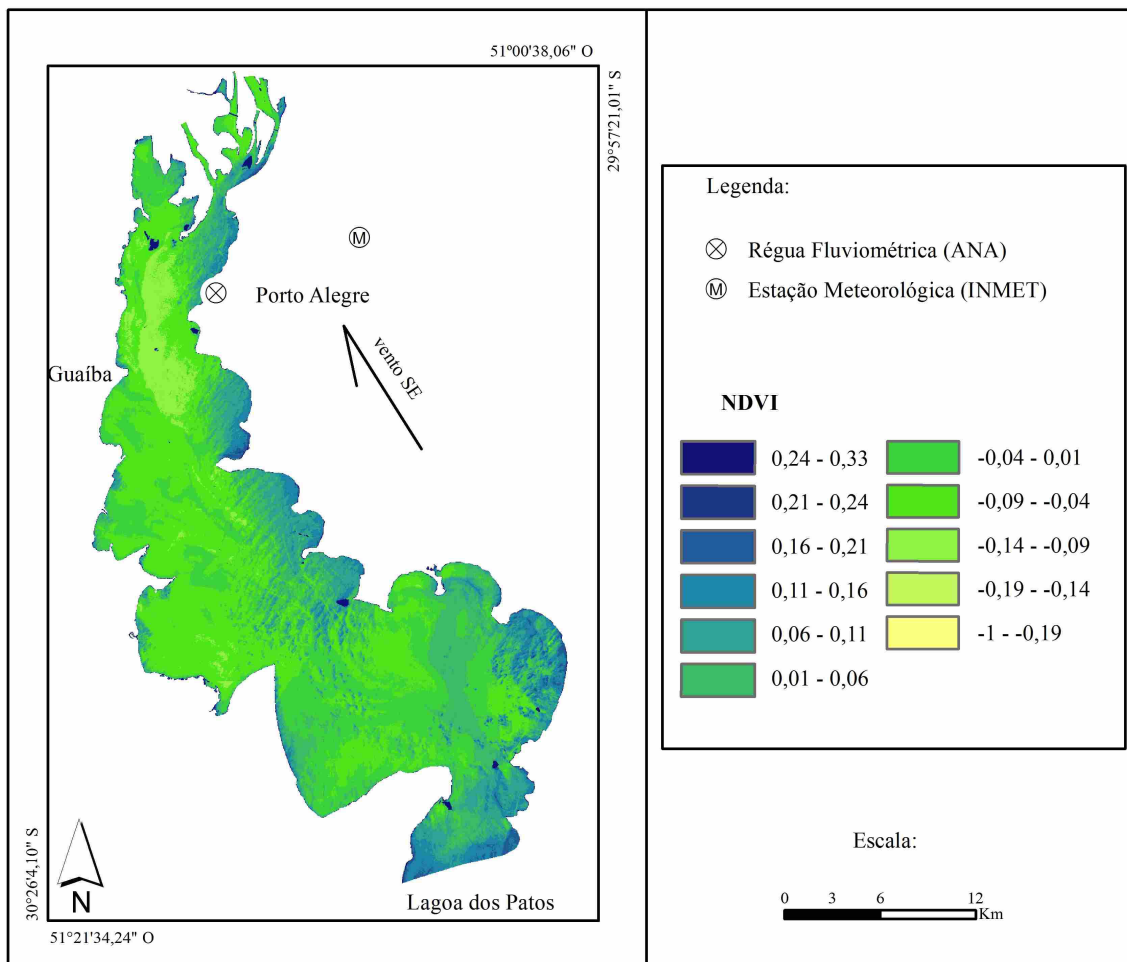 51º00'38,06" O
29°57'21,01" S
M
Porto Alegre
vento SE
Guaíba
Lagoa dos Patos
N
30°26'4,10" S
51°21'34,24" O
Legenda:
Régua Fluviométrica (ANA)
M Estação Meteorológica (INMET)
NDVI
0,24 - 0,33
0,21 - 0,24
0,16 - 0,21
0,11 - 0,16
0,06 - 0,11
0,01 - 0,06
-0,04 - 0,01
-0,09 - -0,04
-0,14 - -0,09
-0,19 - -0,14
-1 - -0,19
Escala:
0 3 6 12
Km